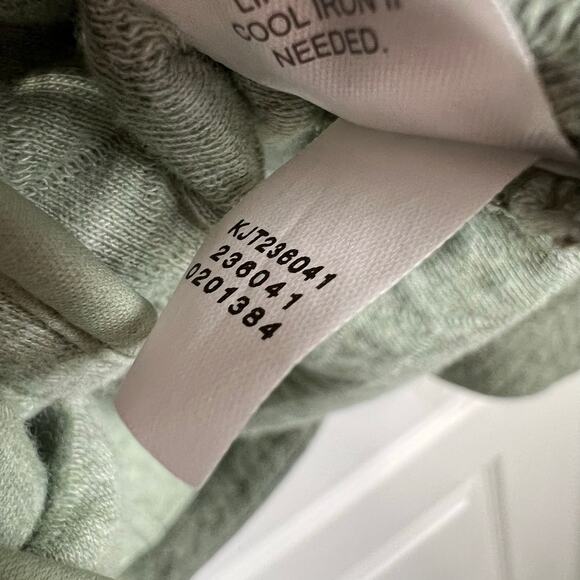 COOL IRON IF
NEEDED.
KJT236041
236041
0201384